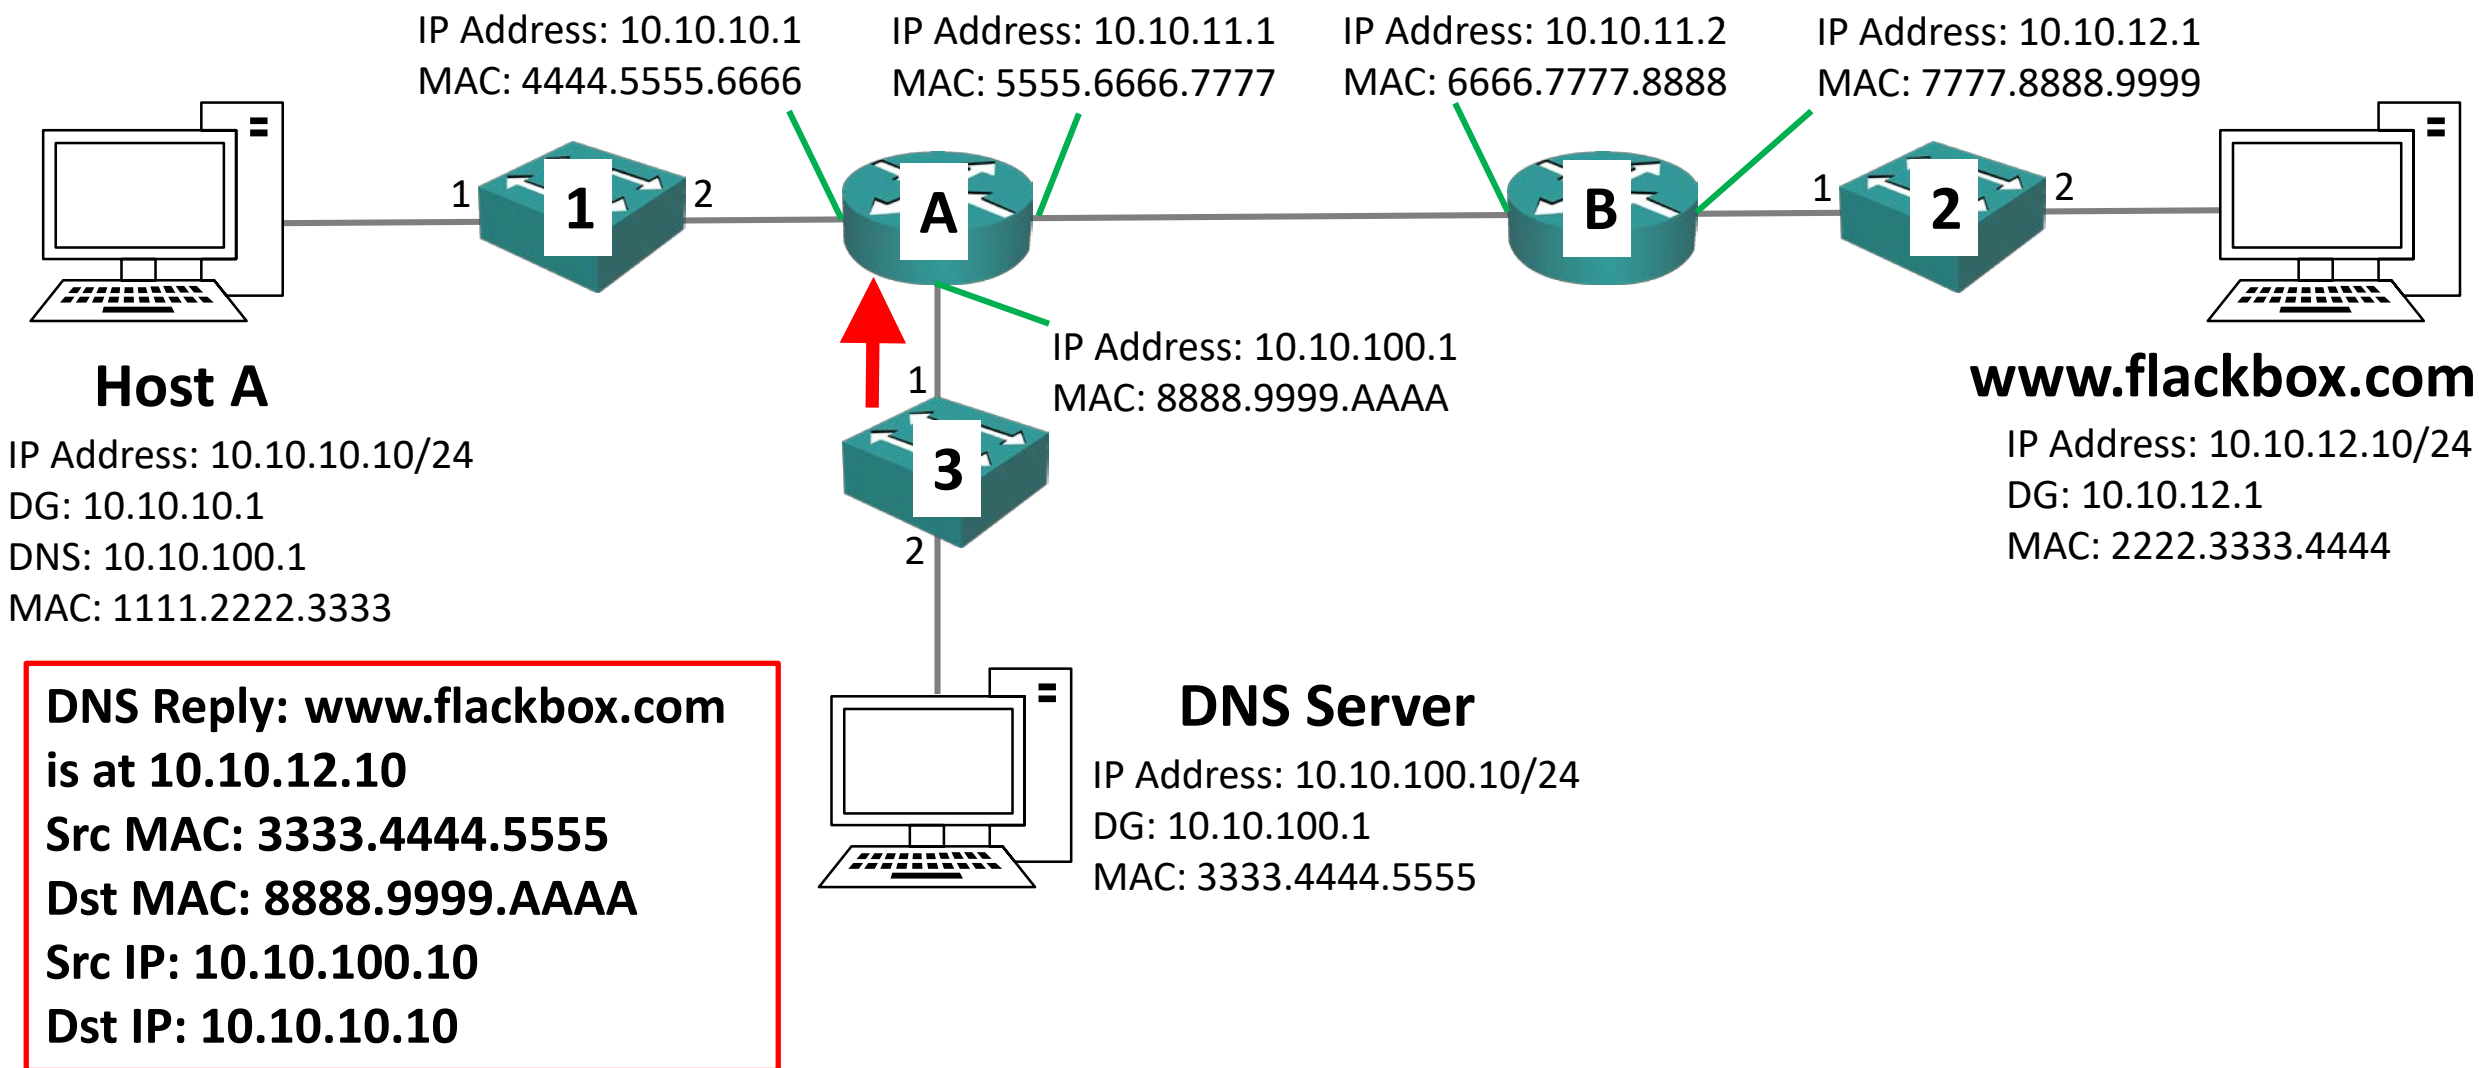 IP Address: 10.10.10.1
MAC: 4444.5555.6666
IP Address: 10.10.11.1
MAC: 5555.6666.7777
IP Address: 10.10.11.2
MAC: 6666.7777.8888
IP Address: 10.10.12.1
MAC: 7777.8888.9999
1
1
2
A
B
1
2
2
IP Address: 10.10.100.1
MAC: 8888.9999.AAAA
1
3
2
Host A
IP Address: 10.10.10.10/24
DG: 10.10.10.1
DNS: 10.10.100.1
MAC: 1111.2222.3333
www.flackbox.com
IP Address: 10.10.12.10/24
DG: 10.10.12.1
MAC: 2222.3333.4444
DNS Reply: www.flackbox.com
is at 10.10.12.10
Src MAC: 3333.4444.5555
Dst MAC: 8888.9999.AAAA
Src IP: 10.10.100.10
Dst IP: 10.10.10.10
DNS Server
IP Address: 10.10.100.10/24
DG: 10.10.100.1
MAC: 3333.4444.5555